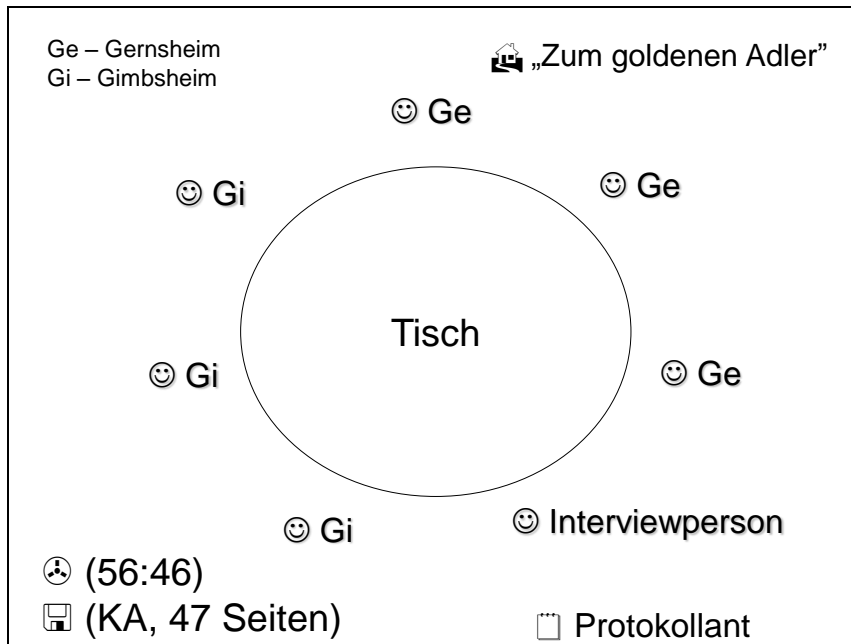 Ge – Gernsheim
Gi – Gimbsheim
„Zum goldenen Adler”
Ge
Gi
Ge
Tisch
Gi
Ge
Gi
Interviewperson
(56:46)
(KA, 47 Seiten)
Protokollant